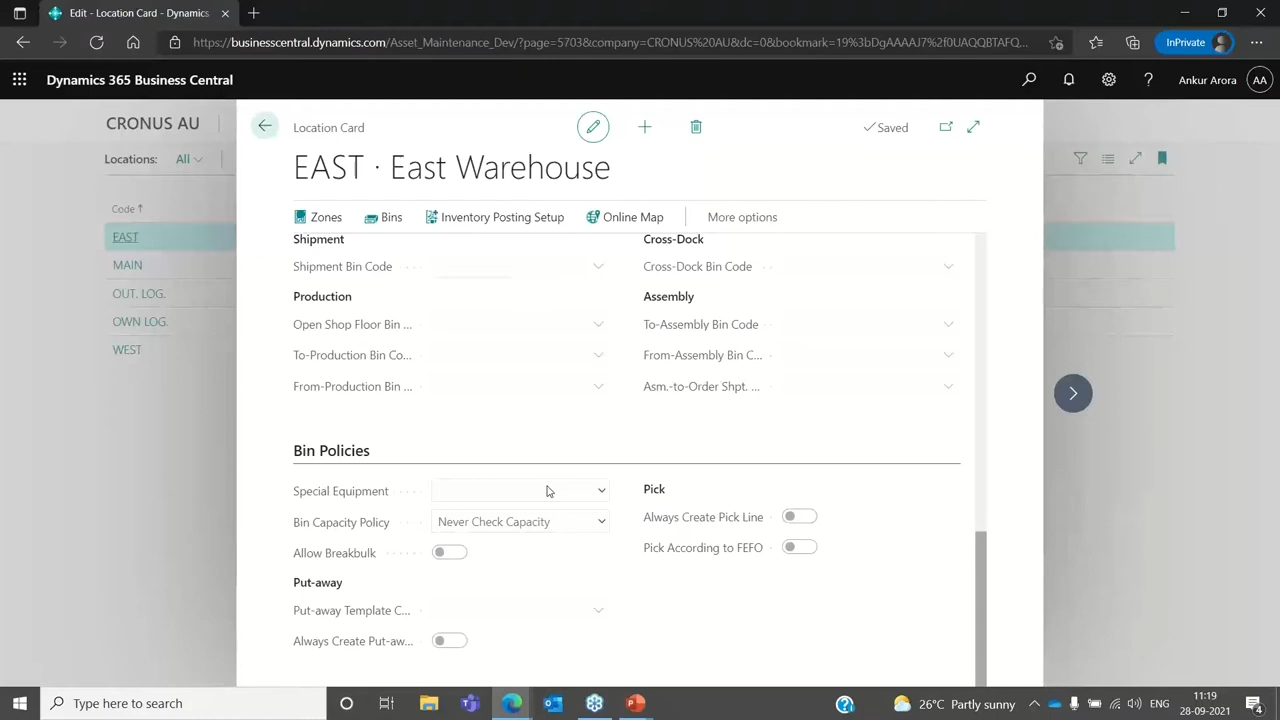 Edit - Location Card - Dynamics
https://businesscentral.dynamics.com/Asset_Maintenance_Dev/?page=5703&company=CRONUS%20AU&dc=0&bookmark=19%3bDgAAAAJ7%2f0UAQQBTAFQ...
InPrivate
Dynamics 365 Business Central
Ankur Arora
AA
CRONUS AU
Locations: All
Code ↑
EAST
MAIN
OUT. LOG.
OWN LOG.
WEST
Location Card
Saved
EAST · East Warehouse
Zones
Bins
Inventory Posting Setup
Online Map
More options
Shipment
Cross-Dock
Shipment Bin Code
Cross-Dock Bin Code
Production
Assembly
Open Shop Floor Bin ...
To-Assembly Bin Code
To-Production Bin Co...
From-Assembly Bin C...
From-Production Bin ...
Asm.-to-Order Shpt. ...
Bin Policies
Special Equipment
Pick
Bin Capacity Policy
Never Check Capacity
Always Create Pick Line
Allow Breakbulk
Pick According to FEFO
Put-away
Put-away Template C...
Always Create Put-aw...
Type here to search
26°C Partly sunny
ENG
11:19
28-09-2021
4